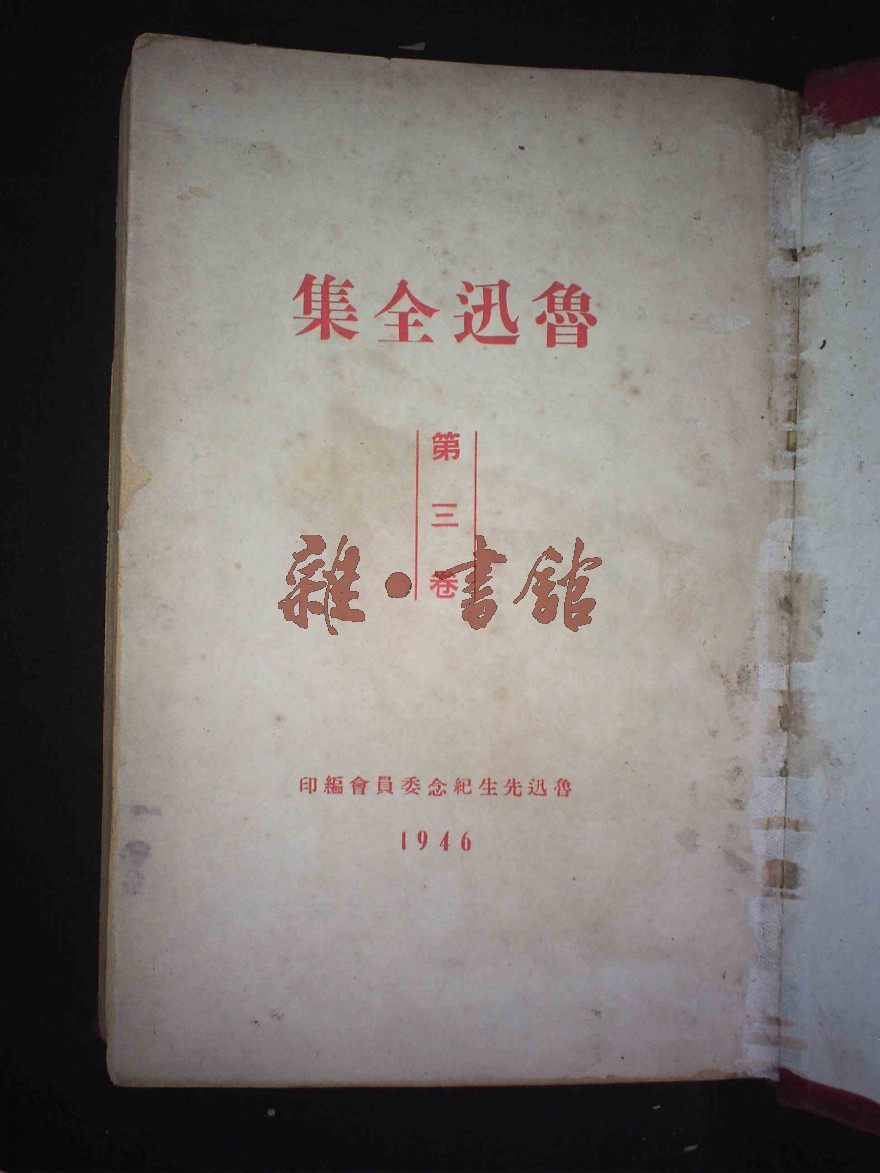 魯迅全集
第三卷
雜·書館
魯迅先生紀念委員會編印
1946